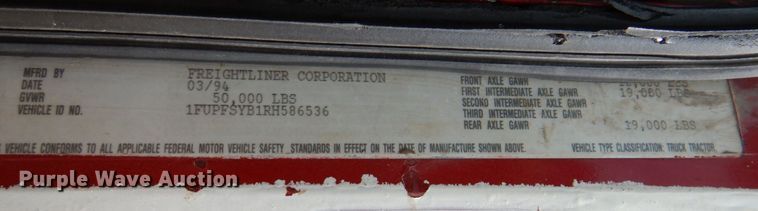 MFRD BY FREIGHTLINER CORPORATION
DATE 03/94
GVWR 50,000 LBS
VEHICLE ID NO. 1FUPFSYB1RH586536
FRONT AXLE GAWR LBS
FIRST INTERMEDIATE AXLE GAWR 19,000 LBS
SECOND INTERMEDIATE AXLE GAWR
THIRD INTERMEDIATE AXLE GAWR
REAR AXLE GAWR 19,000 LBS
VEHICLE CONFORMS TO ALL APPLICABLE FEDERAL MOTOR VEHICLE SAFETY STANDARDS IN EFFECT ON THE DATE OF MANUFACTURE SHOWN ABOVE. VEHICLE TYPE CLASSIFICATION: TRUCK TRACTOR
Purple Wave Auction